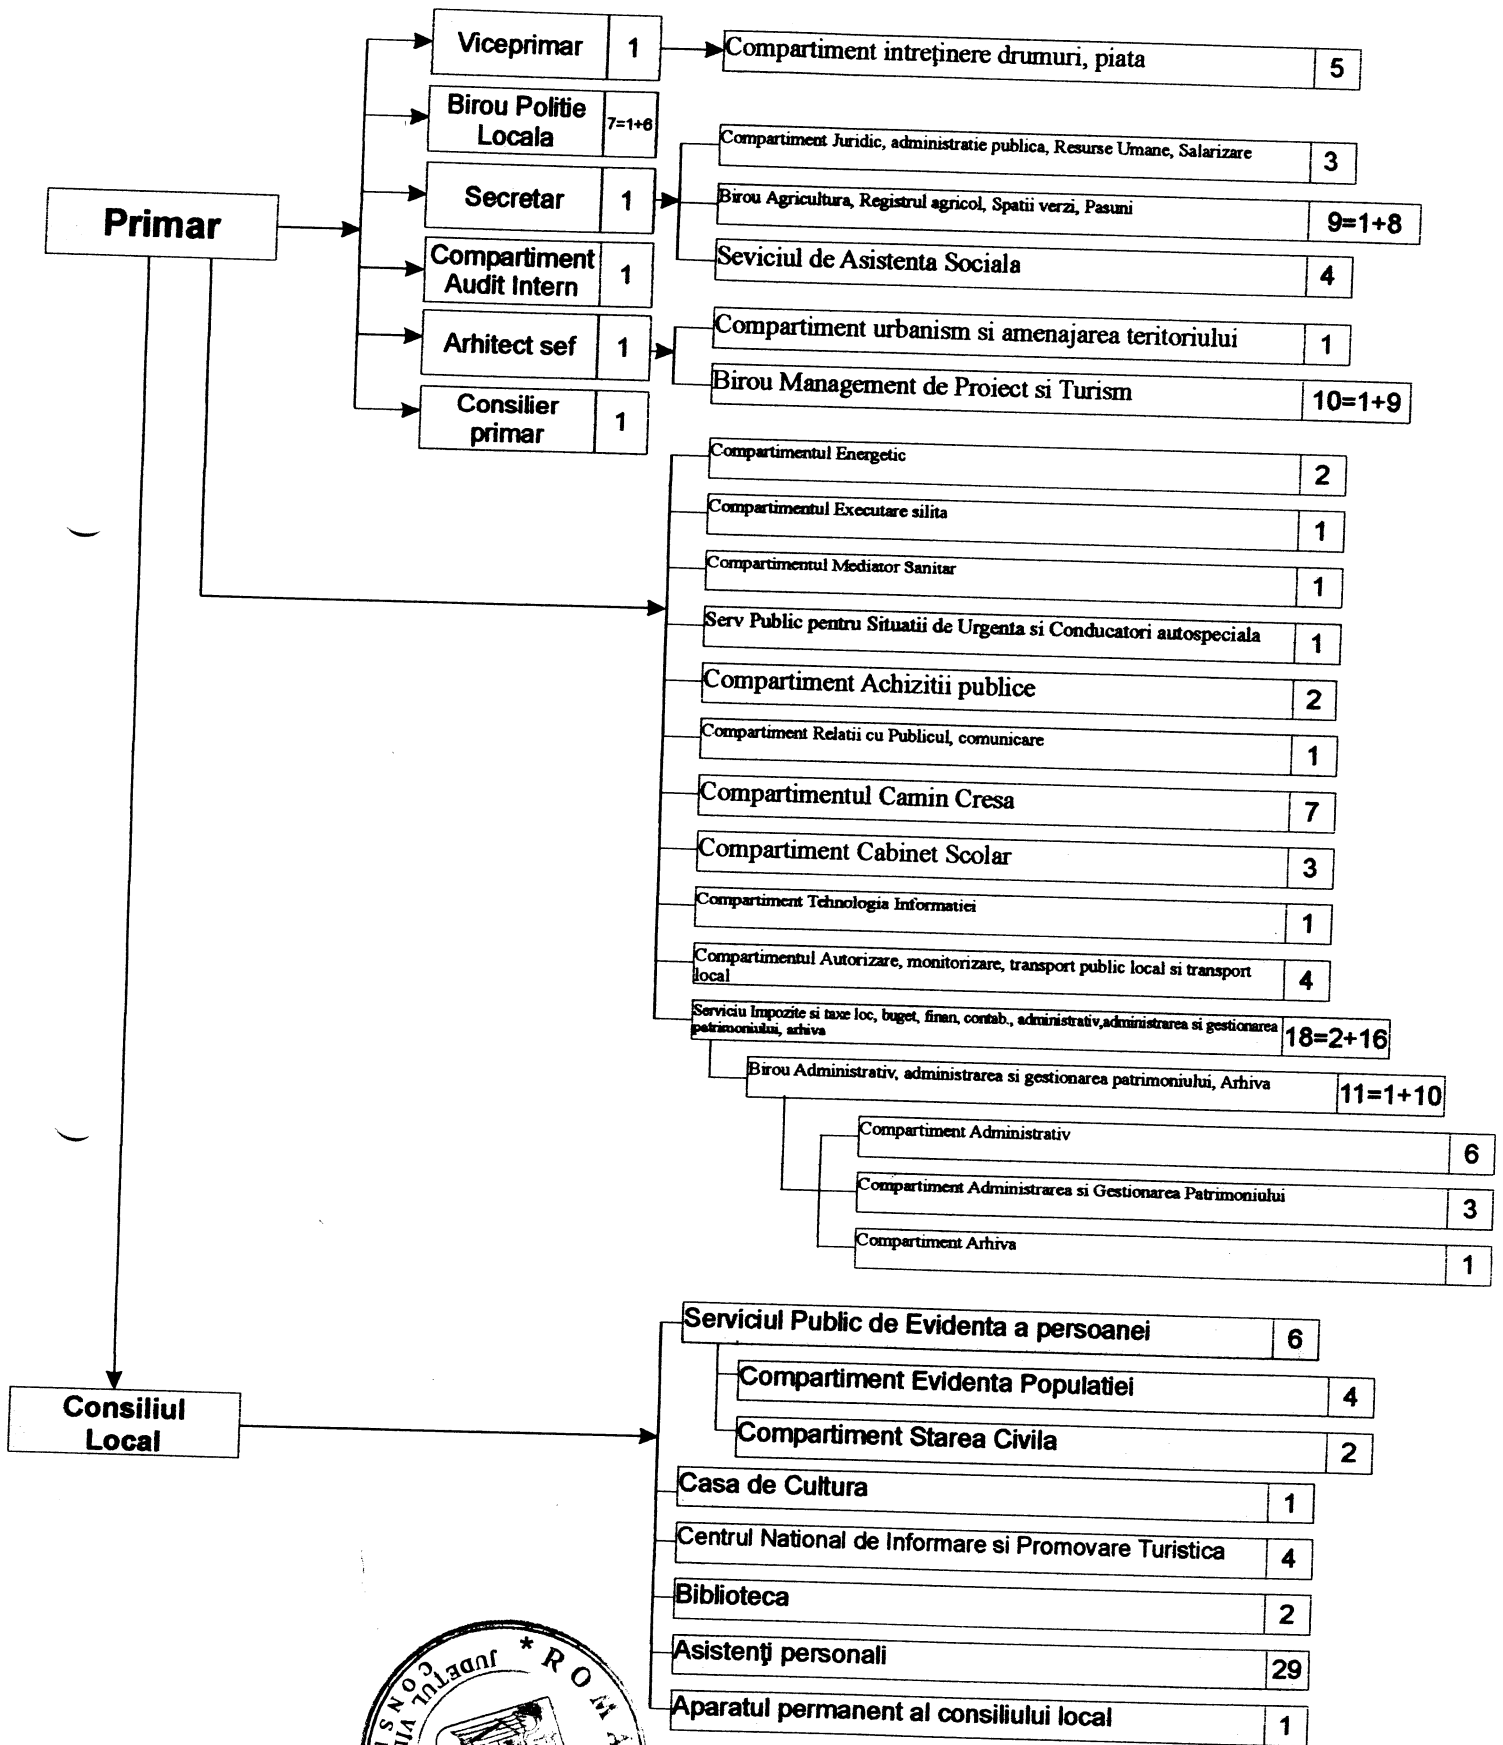 Viceprimar 1
Compartiment intreținere drumuri, piata 5
Birou Politie
Locala
7=1+6
Compartiment Juridic, administratie publica, Resurse Umane, Salarizare 3
Secretar 1
Birou Agricultura, Registrul agricol, Spatii verzi, Pasuni 9=1+8
Primar
Compartiment
Audit Intern
1
Seviciul de Asistenta Sociala 4
Arhitect sef 1
Compartiment urbanism si amenajarea teritoriului 1
Birou Management de Proiect si Turism 10=1+9
Consilier
primar
1
Compartimentul Energetic 2
Compartimentul Executare silita 1
Compartimentul Mediator Sanitar 1
Serv Public pentru Situatii de Urgenta si Conducatori autospeciala 1
Compartiment Achizitii publice 2
Compartiment Relatii cu Publicul, comunicare 1
Compartimentul Camin Cresa 7
Compartiment Cabinet Scolar 3
Compartiment Tehnologia Informatiei 1
Compartimentul Autorizare, monitorizare, transport public local si transport
local
4
Serviciu Impozite si taxe loc, buget, finan, contab., administrativ,administrarea si gestionarea
patrimoniului, arhiva
18=2+16
Birou Administrativ, administrarea si gestionarea patrimoniului, Arhiva 11=1+10
Compartiment Administrativ 6
Compartiment Administrarea si Gestionarea Patrimoniului 3
Compartiment Arhiva 1
Serviciul Public de Evidenta a persoanei 6
Compartiment Evidenta Populatiei 4
Consiliul
Local
Compartiment Starea Civila 2
Casa de Cultura 1
Centrul National de Informare si Promovare Turistica 4
Biblioteca 2
Asistenţi personali 29
Aparatul permanent al consiliului local 1
* ROMÂ
JUDEŢUL